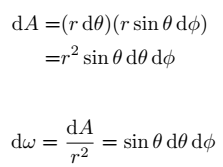 dA =(r dθ)(r sin θ dϕ)
=r² sin θ dθ dϕ
dω = dA/r² = sin θ dθ dϕ